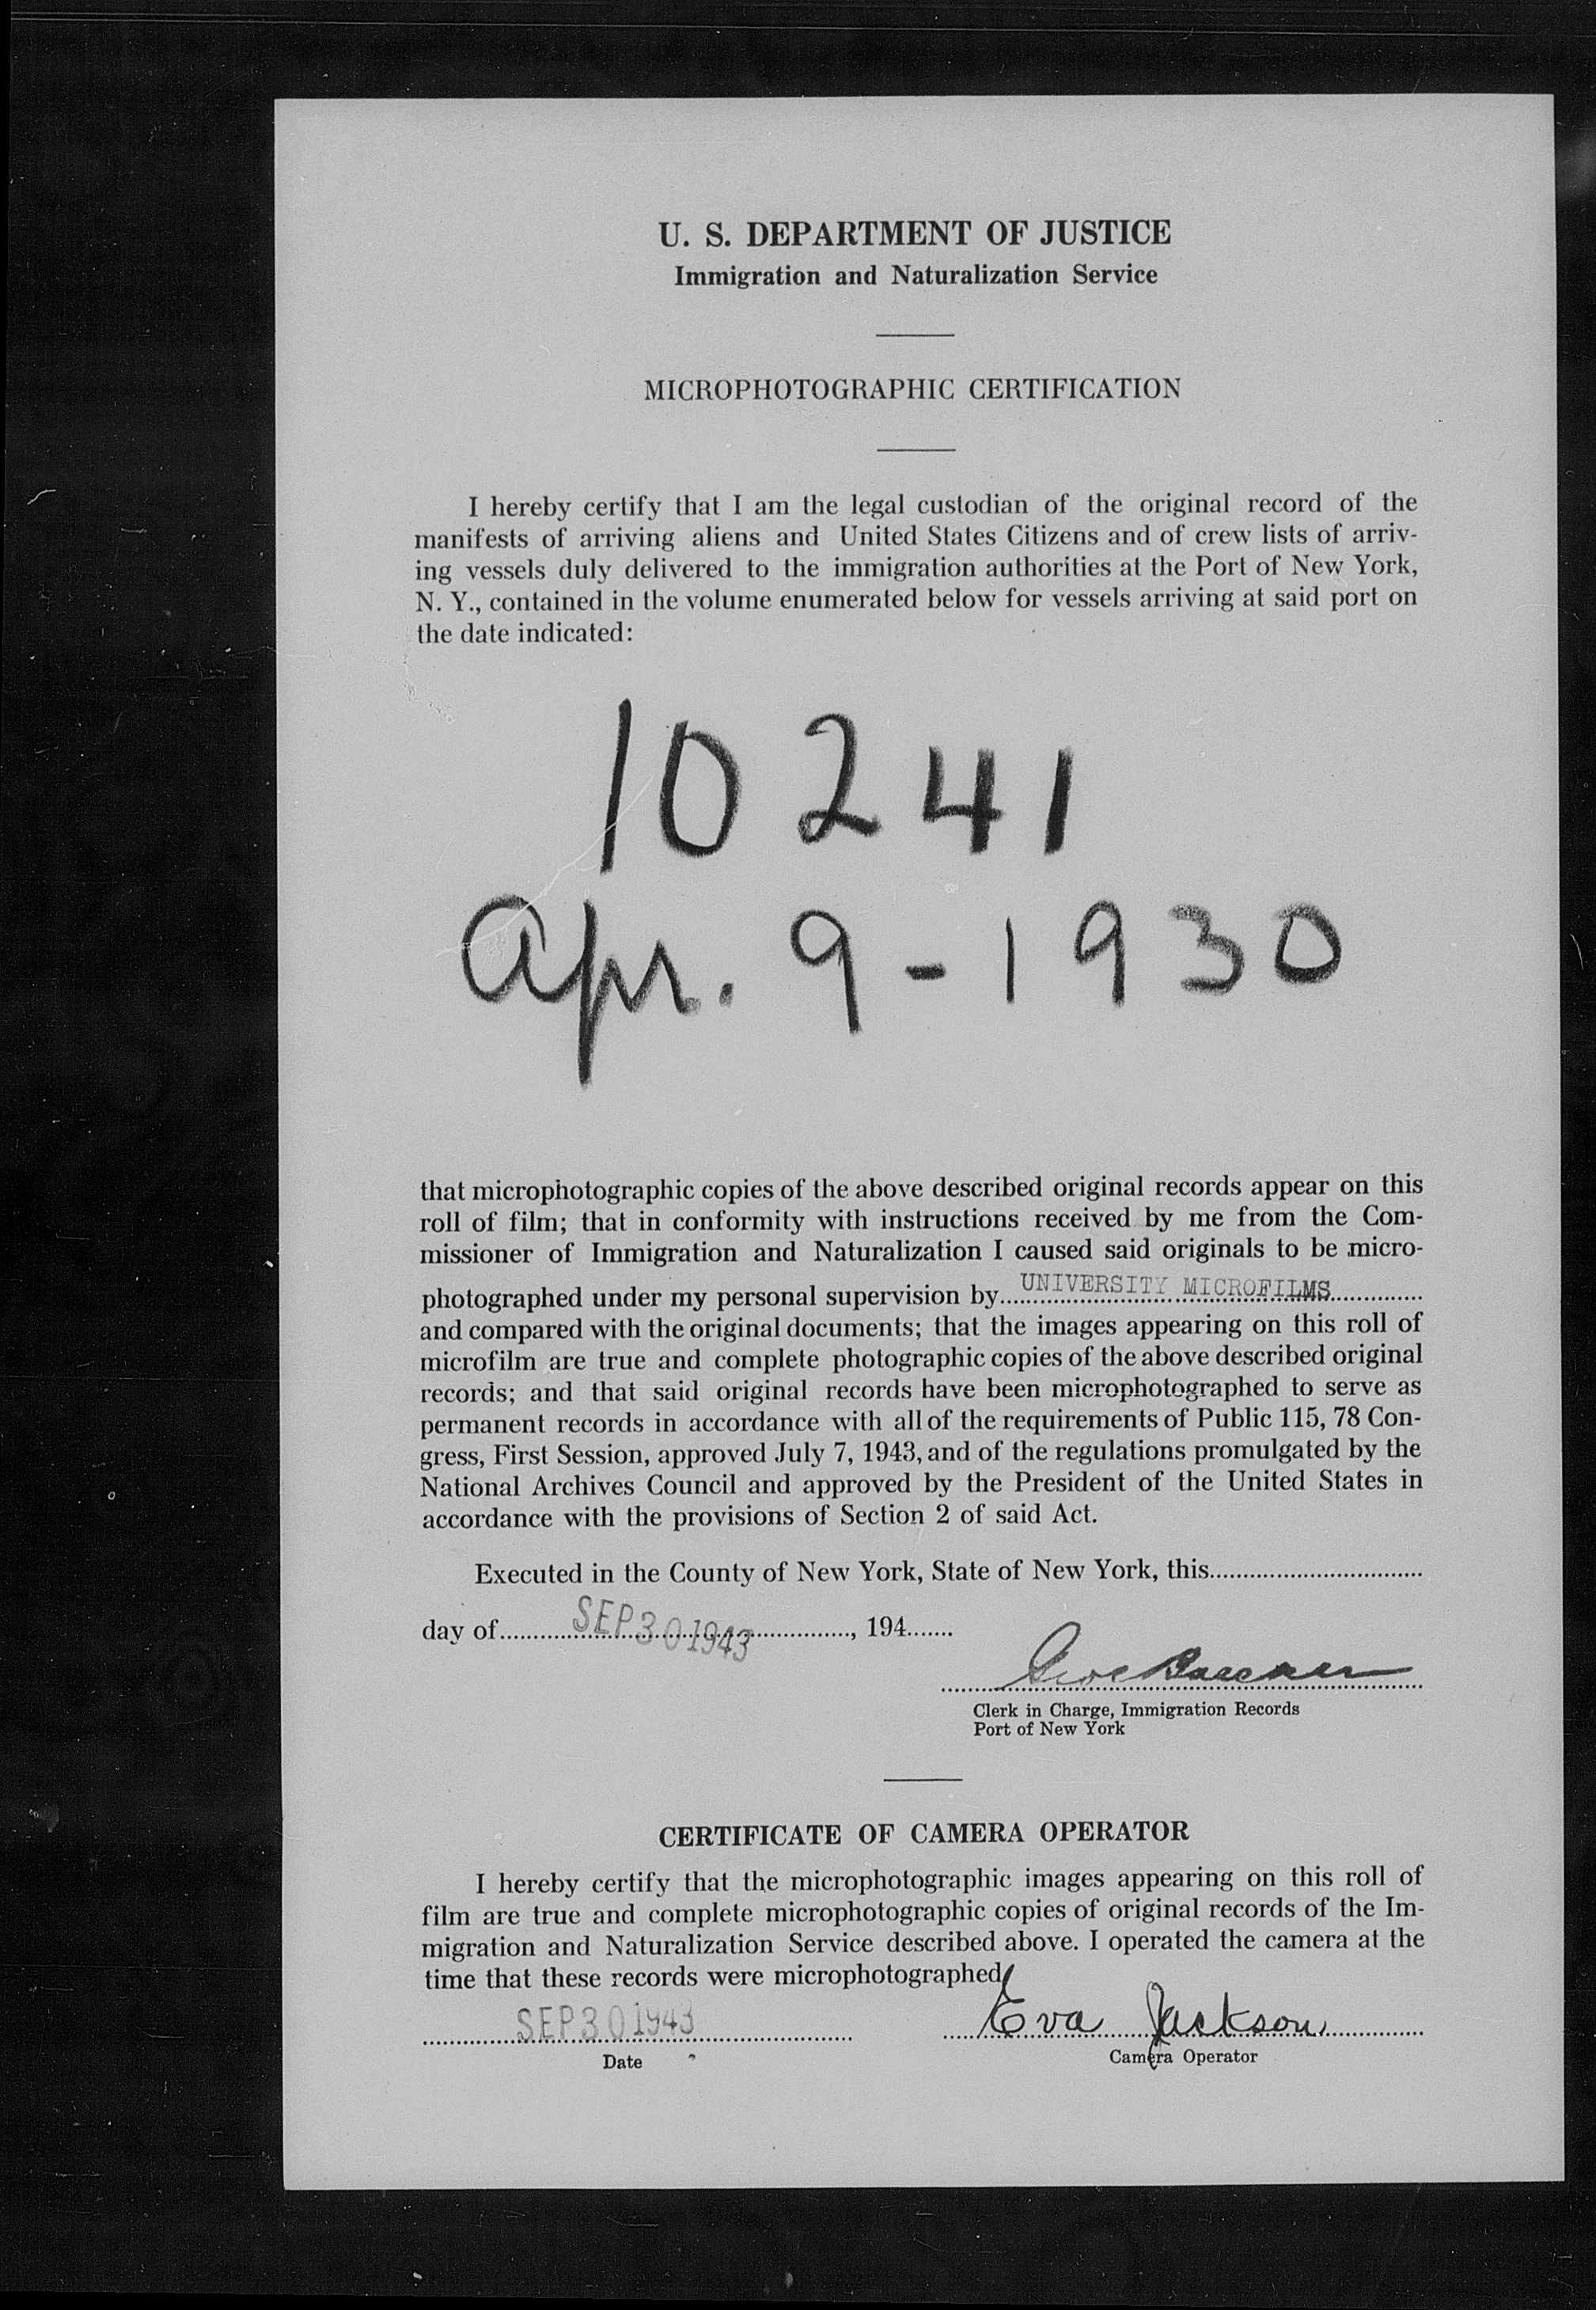 U. S. DEPARTMENT OF JUSTICE
Immigration and Naturalization Service
MICROPHOTOGRAPHIC CERTIFICATION
I hereby certify that I am the legal custodian of the original record of the
manifests of arriving aliens and United States Citizens and of crew lists of arriv-
ing vessels duly delivered to the immigration authorities at the Port of New York,
N. Y., contained in the volume enumerated below for vessels arriving at said port on
the date indicated:
10241
Apr. 9 - 1930
that microphotographic copies of the above described original records appear on this
roll of film; that in conformity with instructions received by me from the Com-
missioner of Immigration and Naturalization I caused said originals to be micro-
photographed under my personal supervision by UNIVERSITY MICROFILMS
and compared with the original documents; that the images appearing on this roll of
microfilm are true and complete photographic copies of the above described original
records; and that said original records have been microphotographed to serve as
permanent records in accordance with all of the requirements of Public 115, 78 Con-
gress, First Session, approved July 7, 1943, and of the regulations promulgated by the
National Archives Council and approved by the President of the United States in
accordance with the provisions of Section 2 of said Act.
Executed in the County of New York, State of New York, this
day of SEP 30 1943, 194
Clerk in Charge, Immigration Records
Port of New York
CERTIFICATE OF CAMERA OPERATOR
I hereby certify that the microphotographic images appearing on this roll of
film are true and complete microphotographic copies of original records of the Im-
migration and Naturalization Service described above. I operated the camera at the
time that these records were microphotographed.
SEP 30 1943 Eva Jackson
Date Camera Operator